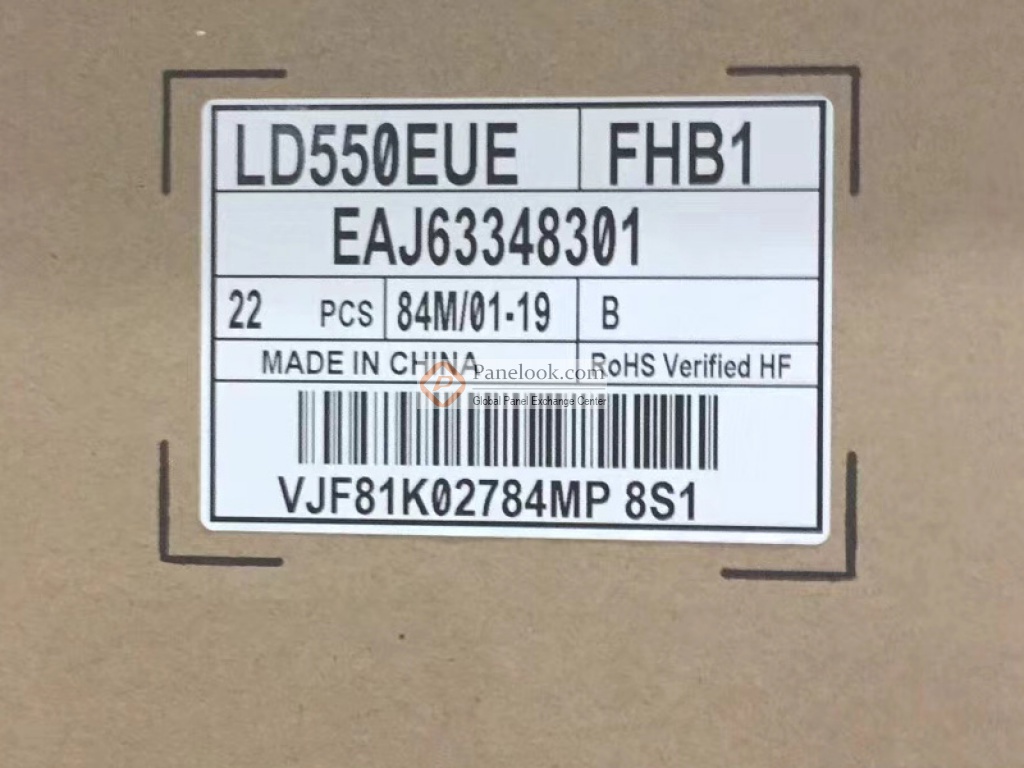 LD550EUE FHB1
EAJ63348301
22 PCS 84M/01-19 B
MADE IN CHINA RoHS Verified HF
Panelook.com
Global Panel Exchange Center
VJF81K02784MP 8S1